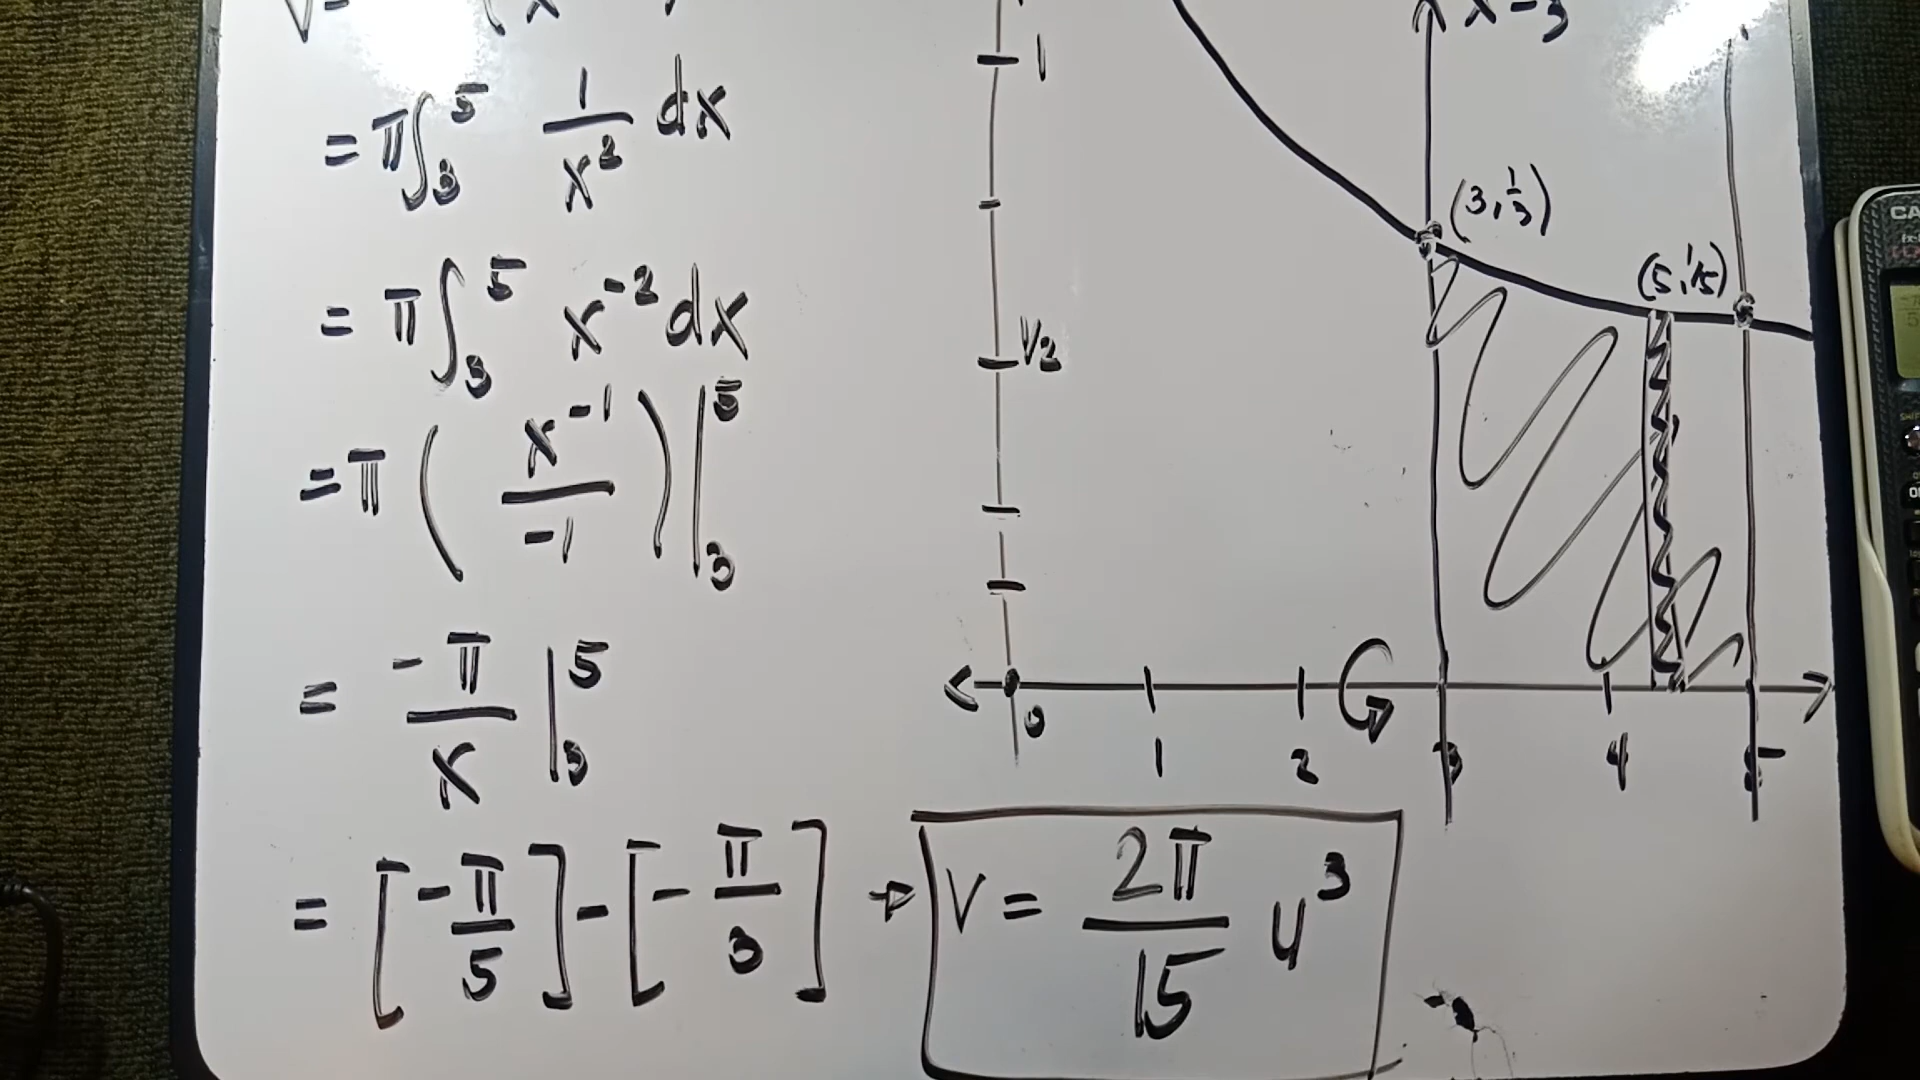 = π∫₃⁵ 1/x² dx
= π∫₃⁵ x⁻² dx
= π ( x⁻¹/-1 ) |₃⁵
= -π/x |₃⁵
= [-π/5] - [-π/3] → V = 2π/15 u³
x = 3
1
(3, 1/3)
(5, 1/5)
1/2
0
1 2 3 4 5
CA